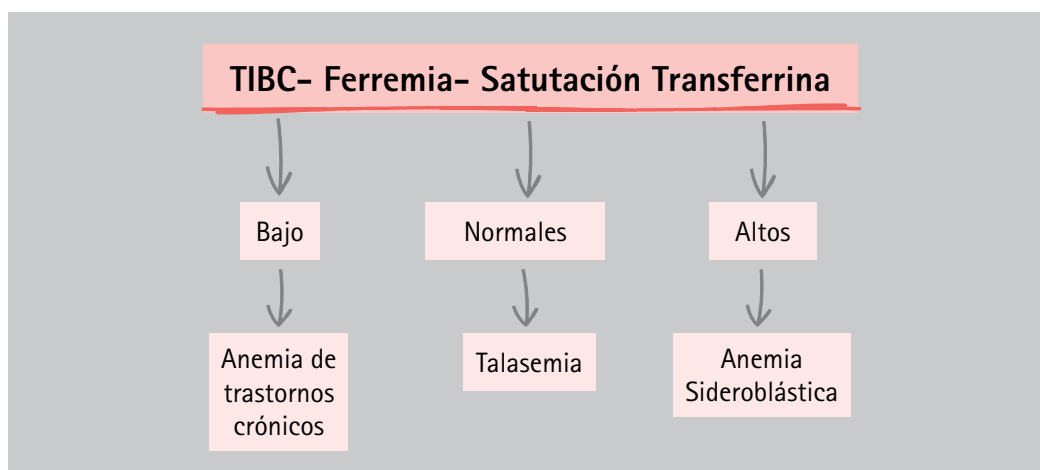 TIBC- Ferremia- Satutación Transferrina
Bajo
Normales
Altos
Anemia de
trastornos
crónicos
Talasemia
Anemia
Sideroblástica